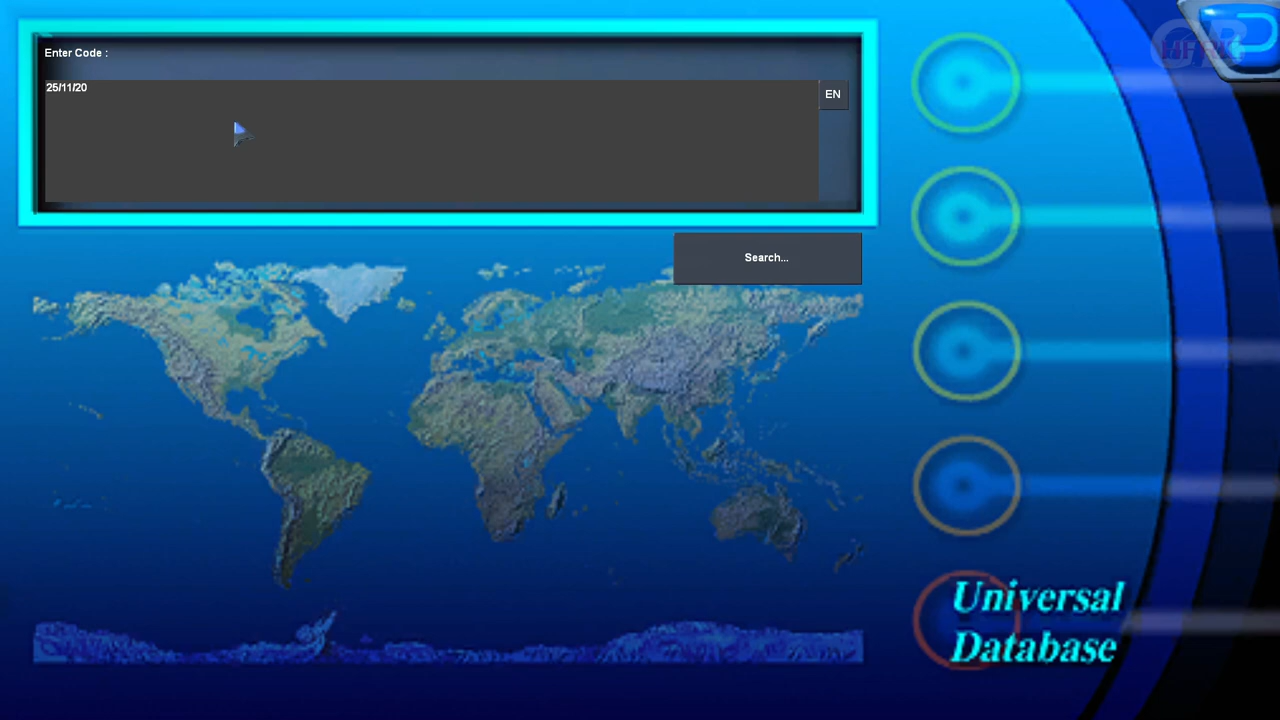 Enter Code :
25/11/20
EN
Search...
Universal
Database